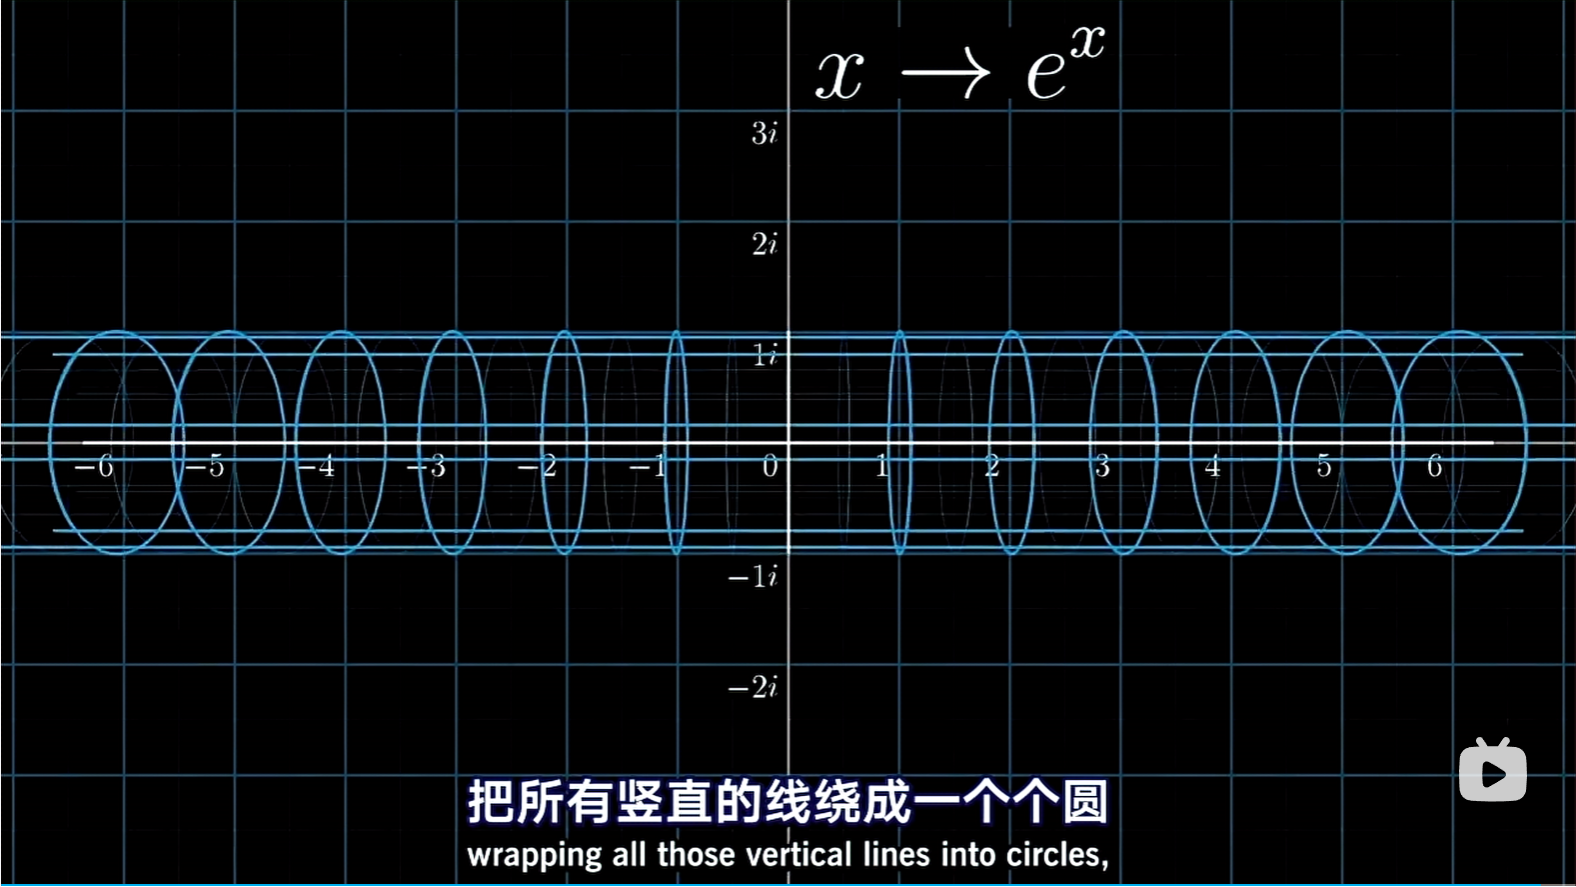 x → e^x
3i
2i
1i
−6 −5 −4 −3 −2 −1 0 1 2 3 4 5 6
−1i
−2i
把所有竖直的线绕成一个个圆
wrapping all those vertical lines into circles,